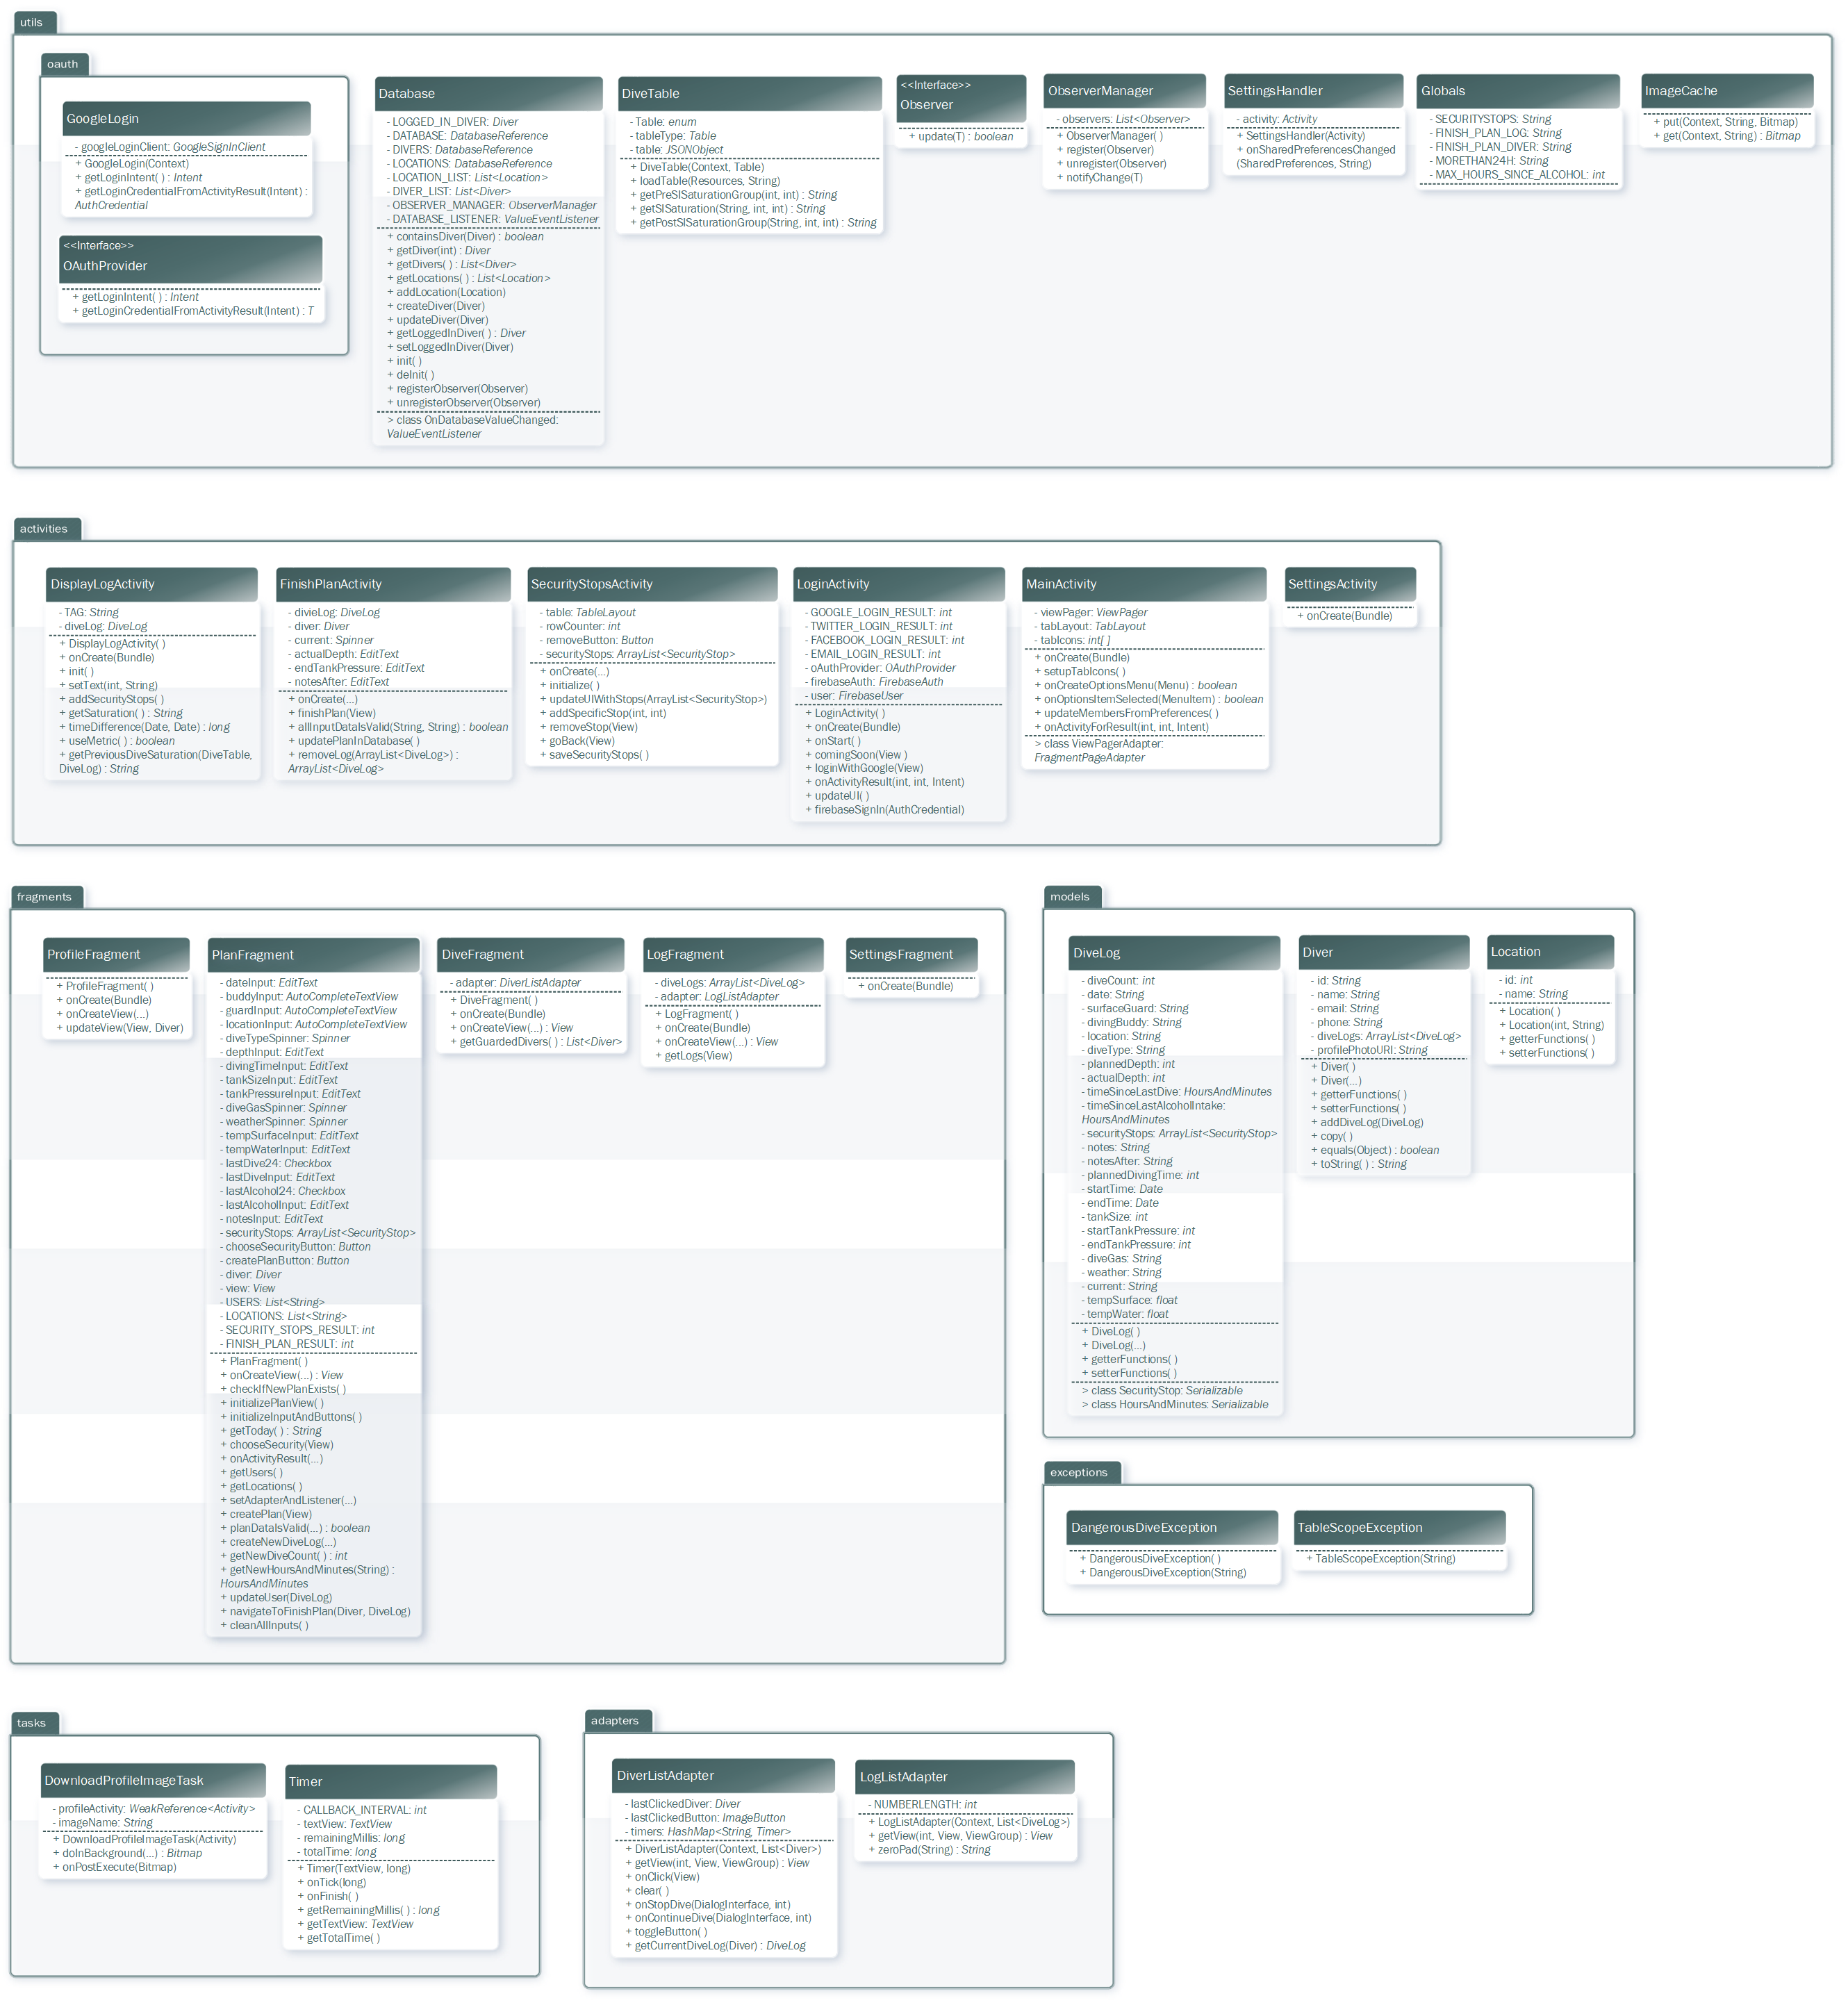 utils
oauth
GoogleLogin
- googleLoginClient: GoogleSignInClient
+ GoogleLogin(Context)
+ getLoginIntent( ) : Intent
+ getLoginCredentialFromActivityResult(Intent) :
AuthCredential
<<Interface>>
OAuthProvider
+ getLoginIntent( ) : Intent
+ getLoginCredentialFromActivityResult(Intent) : T
Database
- LOGGED_IN_DIVER: Diver
- DATABASE: DatabaseReference
- DIVERS: DatabaseReference
- LOCATIONS: DatabaseReference
- LOCATION_LIST: List<Location>
- DIVER_LIST: List<Diver>
- OBSERVER_MANAGER: ObserverManager
- DATABASE_LISTENER: ValueEventListener
+ containsDiver(Diver) : boolean
+ getDiver(int) : Diver
+ getDivers( ) : List<Diver>
+ getLocations( ) : List<Location>
+ addLocation(Location)
+ createDiver(Diver)
+ updateDiver(Diver)
+ getLoggedInDiver( ) : Diver
+ setLoggedInDiver(Diver)
+ init( )
+ deInit( )
+ registerObserver(Observer)
+ unregisterObserver(Observer)
> class OnDatabaseValueChanged:
ValueEventListener
DiveTable
- Table: enum
- tableType: Table
- table: JSONObject
+ DiveTable(Context, Table)
+ loadTable(Resources, String)
+ getPreSISaturationGroup(int, int) : String
+ getSISaturation(String, int, int) : String
+ getPostSISaturationGroup(String, int, int) : String
<<Interface>>
Observer
+ update(T) : boolean
ObserverManager
- observers: List<Observer>
+ ObserverManager( )
+ register(Observer)
+ unregister(Observer)
+ notifyChange(T)
SettingsHandler
- activity: Activity
+ SettingsHandler(Activity)
+ onSharedPreferencesChanged
(SharedPreferences, String)
Globals
- SECURITYSTOPS: String
- FINISH_PLAN_LOG: String
- FINISH_PLAN_DIVER: String
- MORETHAN24H: String
- MAX_HOURS_SINCE_ALCOHOL: int
ImageCache
+ put(Context, String, Bitmap)
+ get(Context, String) : Bitmap
activities
DisplayLogActivity
- TAG: String
- diveLog: DiveLog
+ DisplayLogActivity( )
+ onCreate(Bundle)
+ init( )
+ setText(int, String)
+ addSecurityStops( )
+ getSaturation( ) : String
+ timeDifference(Date, Date) : long
+ useMetric( ) : boolean
+ getPreviousDiveSaturation(DiveTable,
DiveLog) : String
FinishPlanActivity
- divieLog: DiveLog
- diver: Diver
- current: Spinner
- actualDepth: EditText
- endTankPressure: EditText
- notesAfter: EditText
+ onCreate(...)
+ finishPlan(View)
+ allInputDataIsValid(String, String) : boolean
+ updatePlanInDatabase( )
+ removeLog(ArrayList<DiveLog>) :
ArrayList<DiveLog>
SecurityStopsActivity
- table: TableLayout
- rowCounter: int
- removeButton: Button
- securityStops: ArrayList<SecurityStop>
+ onCreate(...)
+ initialize( )
+ updateUIWithStops(ArrayList<SecurityStop>)
+ addSpecificStop(int, int)
+ removeStop(View)
+ goBack(View)
+ saveSecurityStops( )
LoginActivity
- GOOGLE_LOGIN_RESULT: int
- TWITTER_LOGIN_RESULT: int
- FACEBOOK_LOGIN_RESULT: int
- EMAIL_LOGIN_RESULT: int
- oAuthProvider: OAuthProvider
- firebaseAuth: FirebaseAuth
- user: FirebaseUser
+ LoginActivity( )
+ onCreate(Bundle)
+ onStart( )
+ comingSoon(View )
+ loginWithGoogle(View)
+ onActivityResult(int, int, Intent)
+ updateUI( )
+ firebaseSignIn(AuthCredential)
MainActivity
- viewPager: ViewPager
- tabLayout: TabLayout
- tabIcons: int[ ]
+ onCreate(Bundle)
+ setupTabIcons( )
+ onCreateOptionsMenu(Menu) : boolean
+ onOptionsItemSelected(MenuItem) : boolean
+ updateMembersFromPreferences( )
+ onActivityForResult(int, int, Intent)
> class ViewPagerAdapter:
FragmentPageAdapter
SettingsActivity
+ onCreate(Bundle)
fragments
ProfileFragment
+ ProfileFragment( )
+ onCreate(Bundle)
+ onCreateView(...)
+ updateView(View, Diver)
PlanFragment
- dateInput: EditText
- buddyInput: AutoCompleteTextView
- guardInput: AutoCompleteTextView
- locationInput: AutoCompleteTextView
- diveTypeSpinner: Spinner
- depthInput: EditText
- divingTimeInput: EditText
- tankSizeInput: EditText
- tankPressureInput: EditText
- diveGasSpinner: Spinner
- weatherSpinner: Spinner
- tempSurfaceInput: EditText
- tempWaterInput: EditText
- lastDive24: Checkbox
- lastDiveInput: EditText
- lastAlcohol24: Checkbox
- lastAlcoholInput: EditText
- notesInput: EditText
- securityStops: ArrayList<SecurityStop>
- chooseSecurityButton: Button
- createPlanButton: Button
- diver: Diver
- view: View
- USERS: List<String>
- LOCATIONS: List<String>
- SECURITY_STOPS_RESULT: int
- FINISH_PLAN_RESULT: int
+ PlanFragment( )
+ onCreateView(...) : View
+ checkIfNewPlanExists( )
+ initializePlanView( )
+ initializeInputAndButtons( )
+ getToday( ) : String
+ chooseSecurity(View)
+ onActivityResult(...)
+ getUsers( )
+ getLocations( )
+ setAdapterAndListener(...)
+ createPlan(View)
+ planDataIsValid(...) : boolean
+ createNewDiveLog(...)
+ getNewDiveCount( ) : int
+ getNewHoursAndMinutes(String) :
HoursAndMinutes
+ updateUser(DiveLog)
+ navigateToFinishPlan(Diver, DiveLog)
+ cleanAllInputs( )
DiveFragment
- adapter: DiverListAdapter
+ DiveFragment( )
+ onCreate(Bundle)
+ onCreateView(...) : View
+ getGuardedDivers( ) : List<Diver>
LogFragment
- diveLogs: ArrayList<DiveLog>
- adapter: LogListAdapter
+ LogFragment( )
+ onCreate(Bundle)
+ onCreateView(...) : View
+ getLogs(View)
SettingsFragment
+ onCreate(Bundle)
models
DiveLog
- diveCount: int
- date: String
- surfaceGuard: String
- divingBuddy: String
- location: String
- diveType: String
- plannedDepth: int
- actualDepth: int
- timeSinceLastDive: HoursAndMinutes
- timeSinceLastAlcoholIntake:
HoursAndMinutes
- securityStops: ArrayList<SecurityStop>
- notes: String
- notesAfter: String
- plannedDivingTime: int
- startTime: Date
- endTime: Date
- tankSize: int
- startTankPressure: int
- endTankPressure: int
- diveGas: String
- weather: String
- current: String
- tempSurface: float
- tempWater: float
+ DiveLog( )
+ DiveLog(...)
+ getterFunctions( )
+ setterFunctions( )
> class SecurityStop: Serializable
> class HoursAndMinutes: Serializable
Diver
- id: String
- name: String
- email: String
- phone: String
- diveLogs: ArrayList<DiveLog>
- profilePhotoURI: String
+ Diver( )
+ Diver(...)
+ getterFunctions( )
+ setterFunctions( )
+ addDiveLog(DiveLog)
+ copy( )
+ equals(Object) : boolean
+ toString( ) : String
Location
- id: int
- name: String
+ Location( )
+ Location(int, String)
+ getterFunctions( )
+ setterFunctions( )
exceptions
DangerousDiveException
+ DangerousDiveException( )
+ DangerousDiveException(String)
TableScopeException
+ TableScopeException(String)
tasks
DownloadProfileImageTask
- profileActivity: WeakReference<Activity>
- imageName: String
+ DownloadProfileImageTask(Activity)
+ doInBackground(...) : Bitmap
+ onPostExecute(Bitmap)
Timer
- CALLBACK_INTERVAL: int
- textView: TextView
- remainingMillis: long
- totalTime: long
+ Timer(TextView, long)
+ onTick(long)
+ onFinish( )
+ getRemainingMillis( ) : long
+ getTextView: TextView
+ getTotalTime( )
adapters
DiverListAdapter
- lastClickedDiver: Diver
- lastClickedButton: ImageButton
- timers: HashMap<String, Timer>
+ DiverListAdapter(Context, List<Diver>)
+ getView(int, View, ViewGroup) : View
+ onClick(View)
+ clear( )
+ onStopDive(DialogInterface, int)
+ onContinueDive(DialogInterface, int)
+ toggleButton( )
+ getCurrentDiveLog(Diver) : DiveLog
LogListAdapter
- NUMBERLENGTH: int
+ LogListAdapter(Context, List<DiveLog>)
+ getView(int, View, ViewGroup) : View
+ zeroPad(String) : String